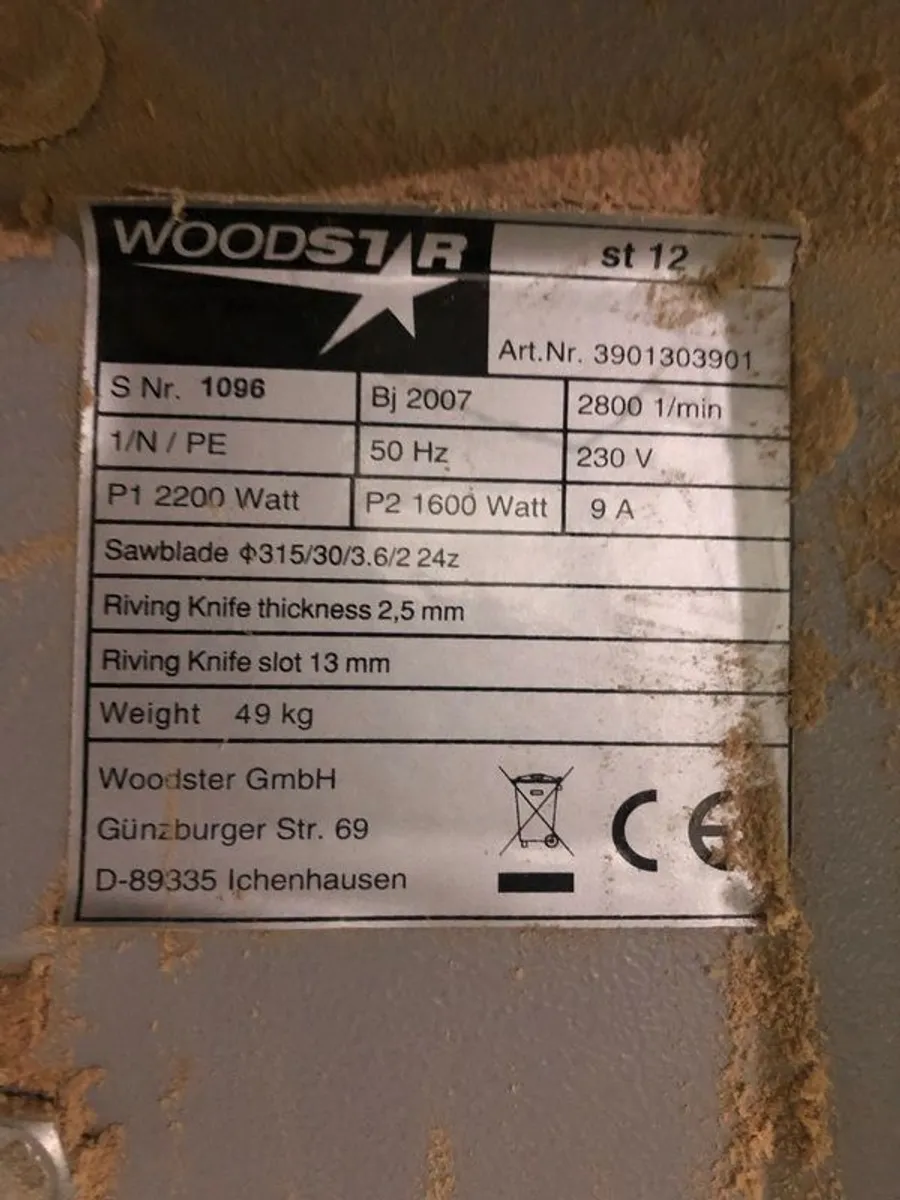 WOODSTAR
st 12
Art.Nr. 3901303901
S Nr. 1096
Bj 2007
2800 1/min
1/N / PE
50 Hz
230 V
P1 2200 Watt
P2 1600 Watt
9 A
Sawblade Φ315/30/3.6/2 24z
Riving Knife thickness 2,5 mm
Riving Knife slot 13 mm
Weight 49 kg
Woodster GmbH
Günzburger Str. 69
D-89335 Ichenhausen
CE